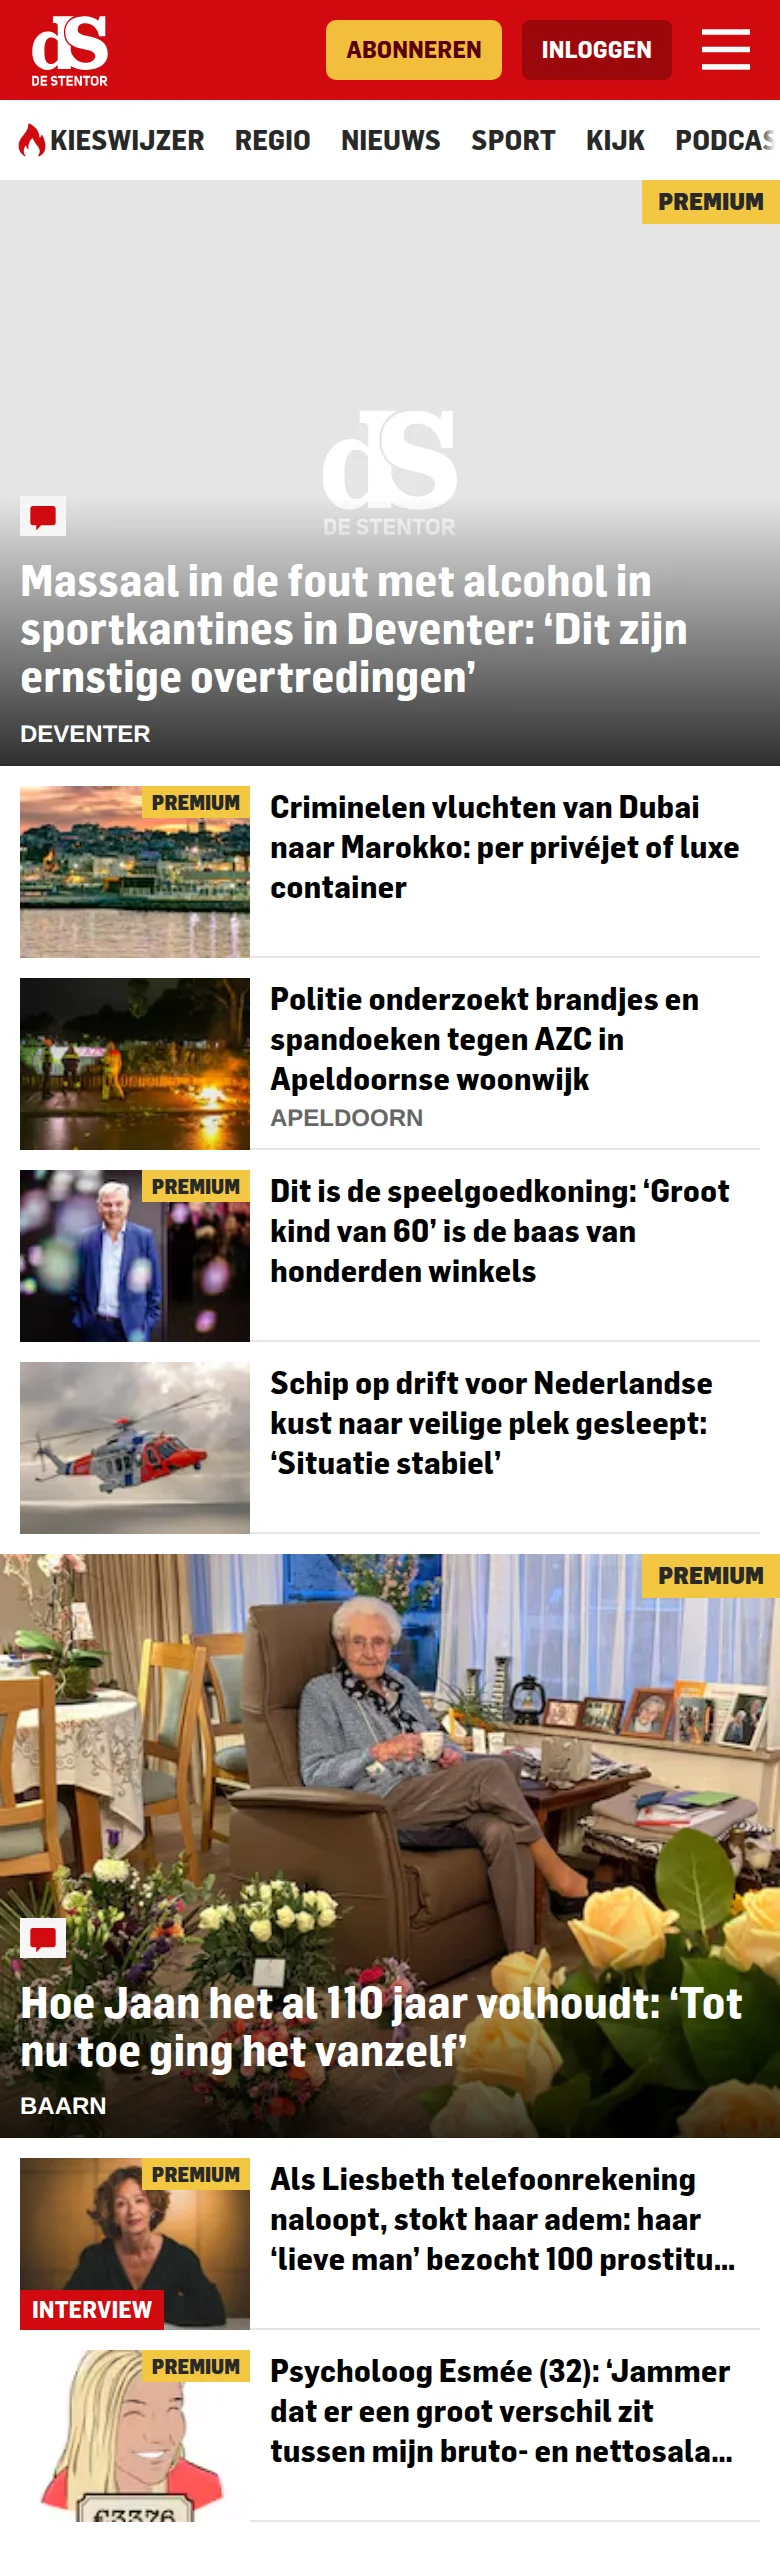 dS
DE STENTOR
ABONNEREN
INLOGGEN
KIESWIJZER REGIO NIEUWS SPORT KIJK PODCAS
PREMIUM
dS
DE STENTOR
Massaal in de fout met alcohol in
sportkantines in Deventer: ‘Dit zijn
ernstige overtredingen’
DEVENTER
PREMIUM
Criminelen vluchten van Dubai
naar Marokko: per privéjet of luxe
container
Politie onderzoekt brandjes en
spandoeken tegen AZC in
Apeldoornse woonwijk
APELDOORN
PREMIUM
Dit is de speelgoedkoning: ‘Groot
kind van 60’ is de baas van
honderden winkels
Schip op drift voor Nederlandse
kust naar veilige plek gesleept:
‘Situatie stabiel’
PREMIUM
Hoe Jaan het al 110 jaar volhoudt: ‘Tot
nu toe ging het vanzelf’
BAARN
PREMIUM
INTERVIEW
Als Liesbeth telefoonrekening
naloopt, stokt haar adem: haar
‘lieve man’ bezocht 100 prostitu...
PREMIUM
€3376
Psycholoog Esmée (32): ‘Jammer
dat er een groot verschil zit
tussen mijn bruto- en nettosala...